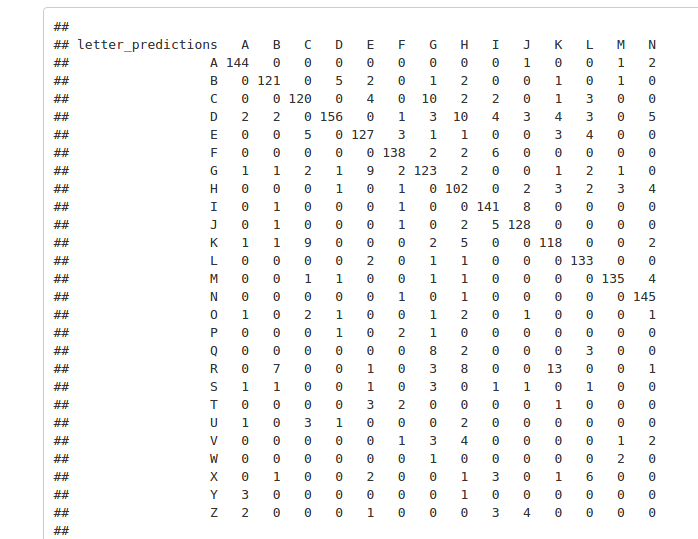 ##
## letter_predictions   A   B   C   D   E   F   G   H   I   J   K   L   M   N
##                  A 144   0   0   0   0   0   0   0   0   1   0   0   1   2
##                  B   0 121   0   5   2   0   1   2   0   0   1   0   1   0
##                  C   0   0 120   0   4   0  10   2   2   0   1   3   0   0
##                  D   2   2   0 156   0   1   3  10   4   3   4   3   0   5
##                  E   0   0   5   0 127   3   1   1   0   0   3   4   0   0
##                  F   0   0   0   0   0 138   2   2   6   0   0   0   0   0
##                  G   1   1   2   1   9   2 123   2   0   0   1   2   1   0
##                  H   0   0   0   1   0   1   0 102   0   2   3   2   3   4
##                  I   0   1   0   0   0   1   0   0 141   8   0   0   0   0
##                  J   0   1   0   0   0   1   0   2   5 128   0   0   0   0
##                  K   1   1   9   0   0   0   2   5   0   0 118   0   0   2
##                  L   0   0   0   0   2   0   1   1   0   0   0 133   0   0
##                  M   0   0   1   1   0   0   1   1   0   0   0   0 135   4
##                  N   0   0   0   0   0   1   0   1   0   0   0   0   0 145
##                  O   1   0   2   1   0   0   1   2   0   1   0   0   0   1
##                  P   0   0   0   1   0   2   1   0   0   0   0   0   0   0
##                  Q   0   0   0   0   0   0   8   2   0   0   0   3   0   0
##                  R   0   7   0   0   1   0   3   8   0   0  13   0   0   1
##                  S   1   1   0   0   1   0   3   0   1   1   0   1   0   0
##                  T   0   0   0   0   3   2   0   0   0   0   1   0   0   0
##                  U   1   0   3   1   0   0   0   2   0   0   0   0   0   0
##                  V   0   0   0   0   0   1   3   4   0   0   0   0   1   2
##                  W   0   0   0   0   0   0   1   0   0   0   0   0   2   0
##                  X   0   1   0   0   2   0   0   1   3   0   1   6   0   0
##                  Y   3   0   0   0   0   0   0   1   0   0   0   0   0   0
##                  Z   2   0   0   0   1   0   0   0   3   4   0   0   0   0
##